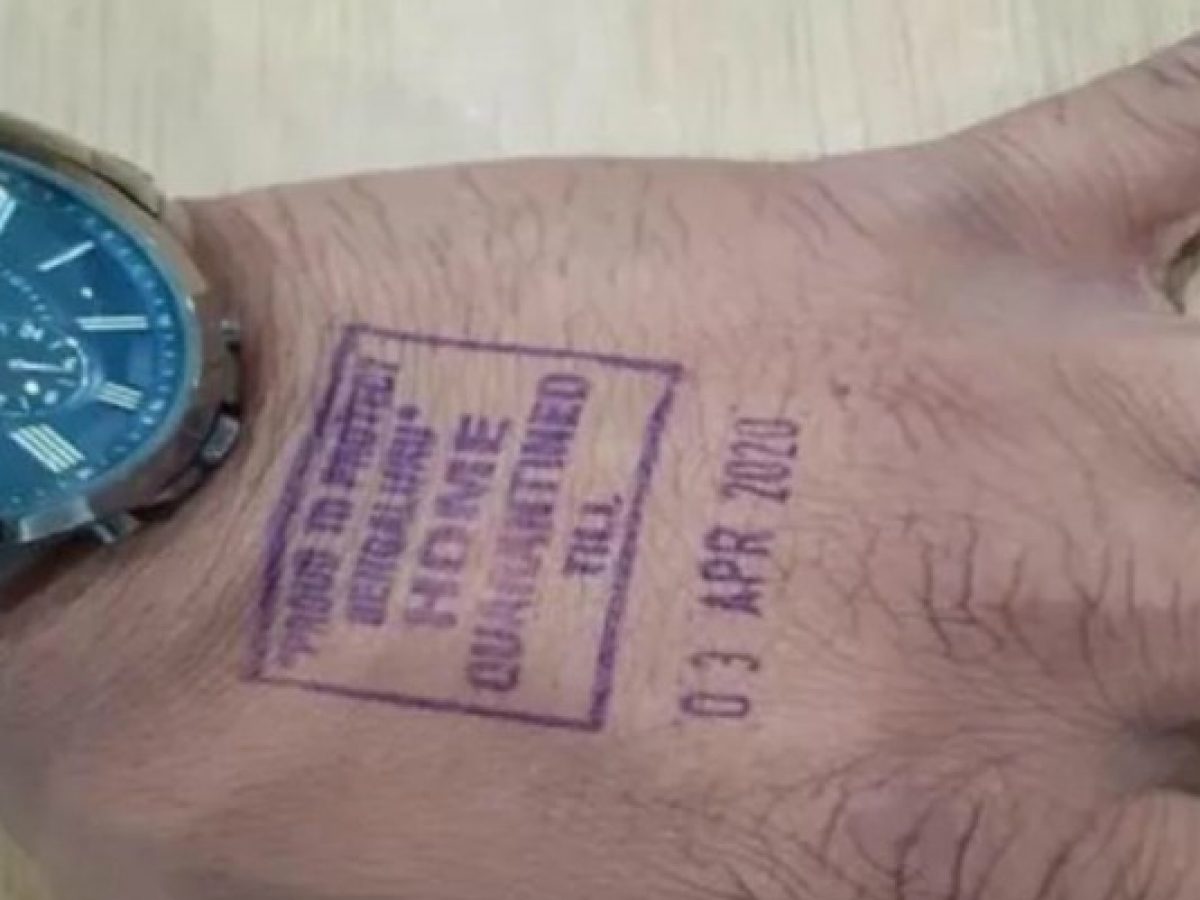 "PROUD TO PROTECT
BENGALURU"
HOME
QUARANTINED
TILL
03 APR 2020